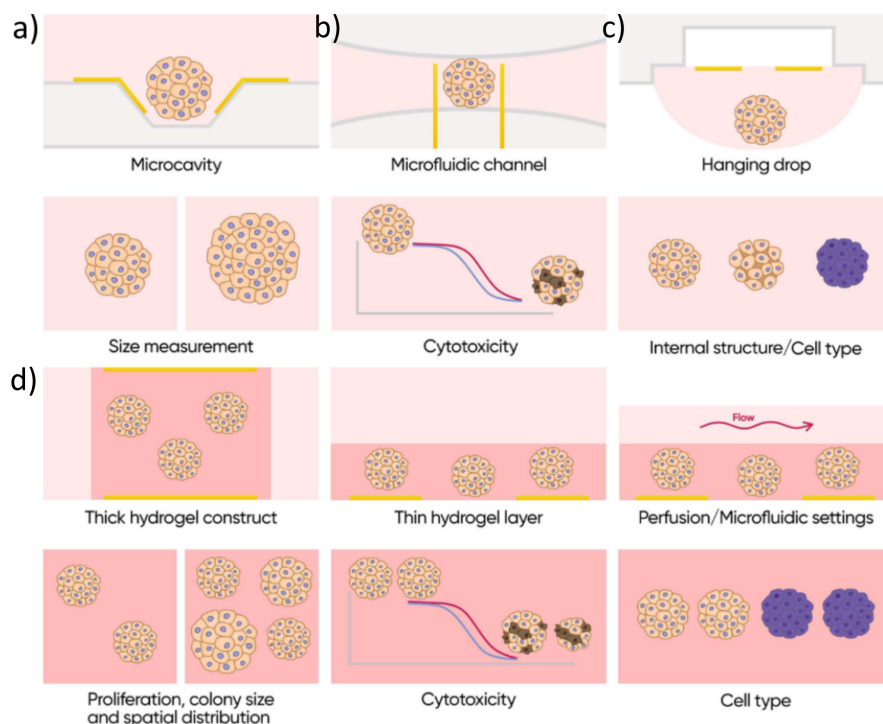 a)
b)
c)
Microcavity
Microfluidic channel
Hanging drop
Size measurement
Cytotoxicity
Internal structure/Cell type
d)
Flow
Thick hydrogel construct
Thin hydrogel layer
Perfusion/Microfluidic settings
Proliferation, colony size
and spatial distribution
Cytotoxicity
Cell type